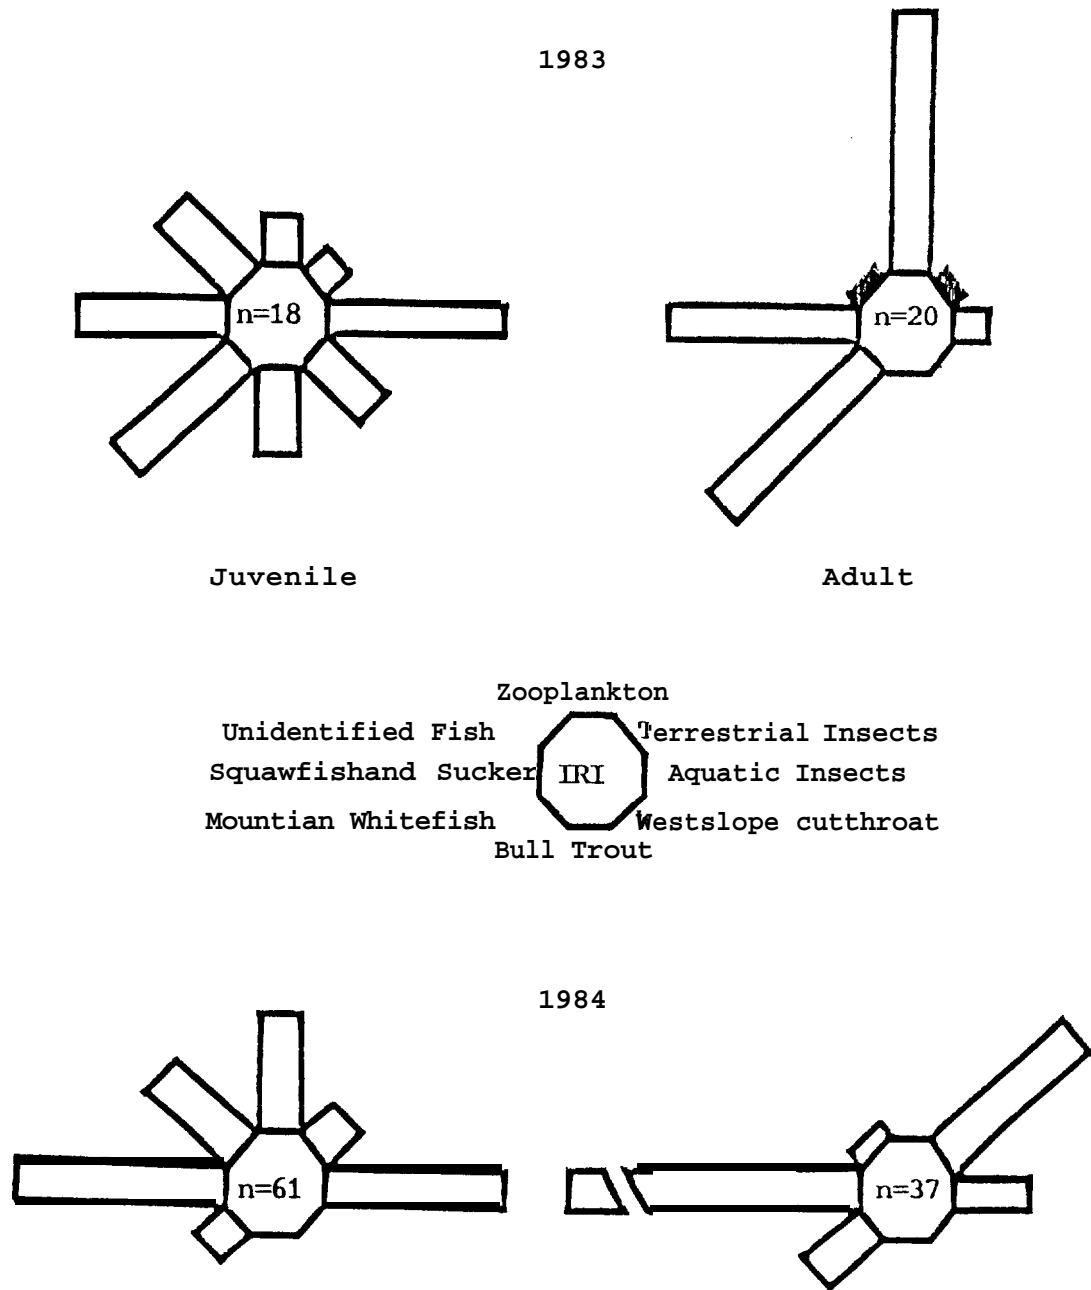 1983
n=18
n=20
Juvenile Adult
Zooplankton
Unidentified Fish Terrestrial Insects
Squawfishand Sucker IRI Aquatic Insects
Mountian Whitefish Westslope cutthroat
Bull Trout
1984
n=61
n=37